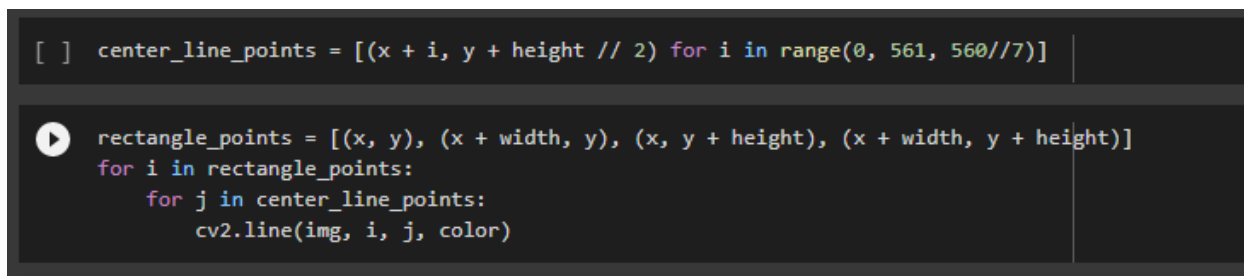 [ ] center_line_points = [(x + i, y + height // 2) for i in range(0, 561, 560//7)]
rectangle_points = [(x, y), (x + width, y), (x, y + height), (x + width, y + height)]
for i in rectangle_points:
    for j in center_line_points:
        cv2.line(img, i, j, color)